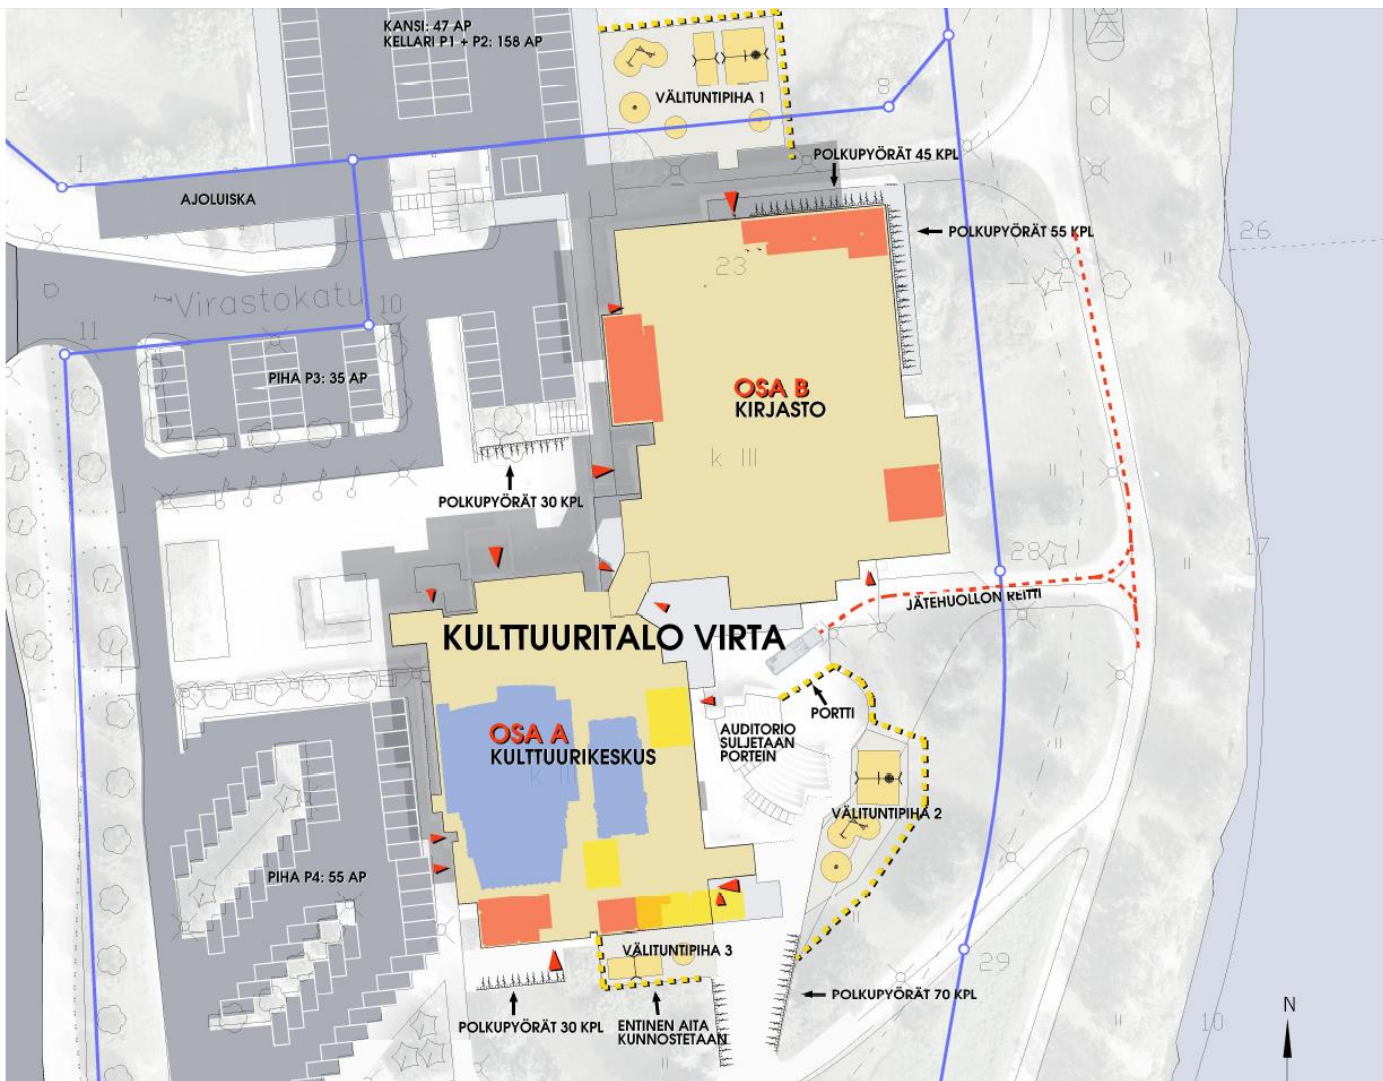 KANSI: 47 AP
KELLARI P1 + P2: 158 AP
VÄLITUNTIPIHA 1
8
1
POLKUPYÖRÄT 45 KPL
AJOLUISKA
POLKUPYÖRÄT 55 KPL
26
23
Virastokatu
10
11
PIHA P3: 35 AP
OSA B
KIRJASTO
k III
POLKUPYÖRÄT 30 KPL
28
17
JÄTEHUOLLON REITTI
KULTTUURITALO VIRTA
PORTTI
AUDITORIO
SULJETAAN
PORTEIN
OSA A
KULTTUURIKESKUS
k III
VÄLITUNTIPIHA 2
PIHA P4: 55 AP
VÄLITUNTIPIHA 3
29
POLKUPYÖRÄT 70 KPL
N
POLKUPYÖRÄT 30 KPL
ENTINEN AITA
KUNNOSTETAAN
10